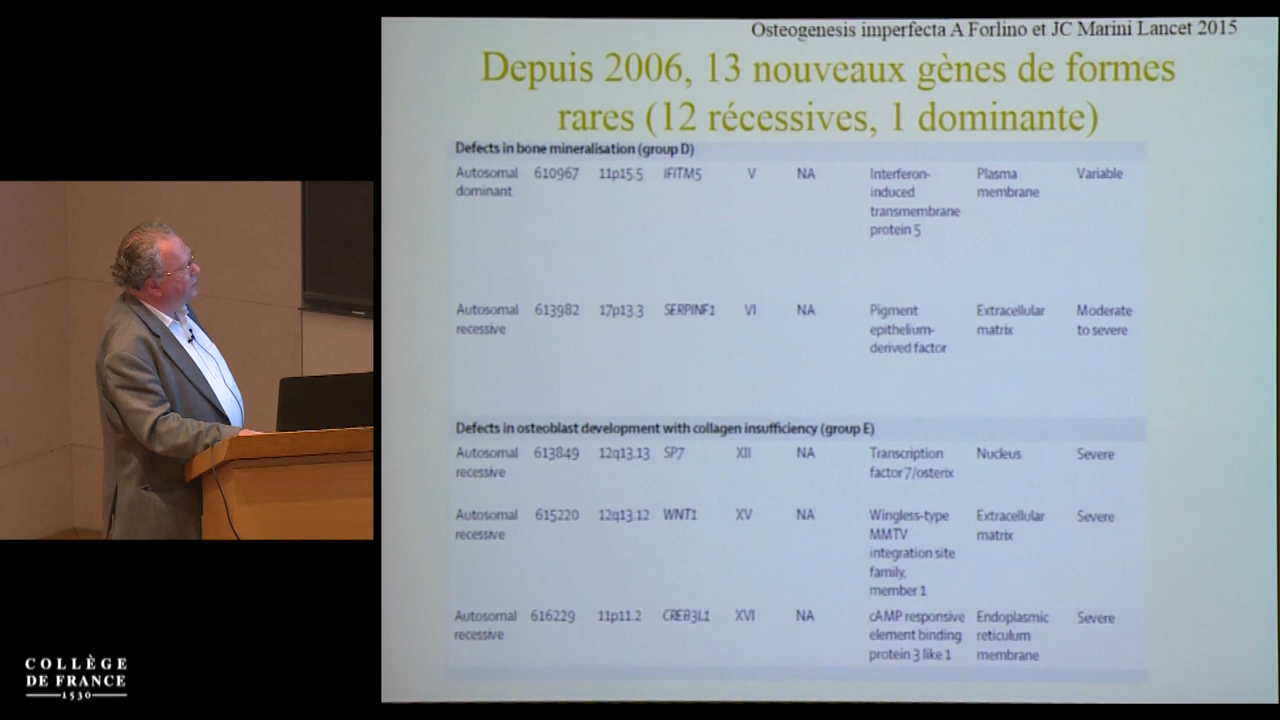 Osteogenesis imperfecta A Forlino et JC Marini Lancet 2015
Depuis 2006, 13 nouveaux gènes de formes
rares (12 récessives, 1 dominante)
Defects in bone mineralisation (group D)
Autosomal 610967 11p15.5 IFITM5 V NA Interferon- Plasma Variable
dominant induced membrane
transmembrane
protein 5
Autosomal 613982 17p13.3 SERPINF1 VI NA Pigment Extracellular Moderate
recessive epithelium- matrix to severe
derived factor
Defects in osteoblast development with collagen insufficiency (group E)
Autosomal 613849 12q13.13 SP7 XII NA Transcription Nucleus Severe
recessive factor 7/osterix
Autosomal 615220 12q13.12 WNT1 XV NA Wingless-type Extracellular Severe
recessive MMTV matrix
integration site
family,
member 1
Autosomal 616229 11p11.2 CREB3L1 XVI NA cAMP responsive Endoplasmic Severe
recessive element binding reticulum
protein 3 like 1 membrane
COLLÈGE
DE FRANCE
1530